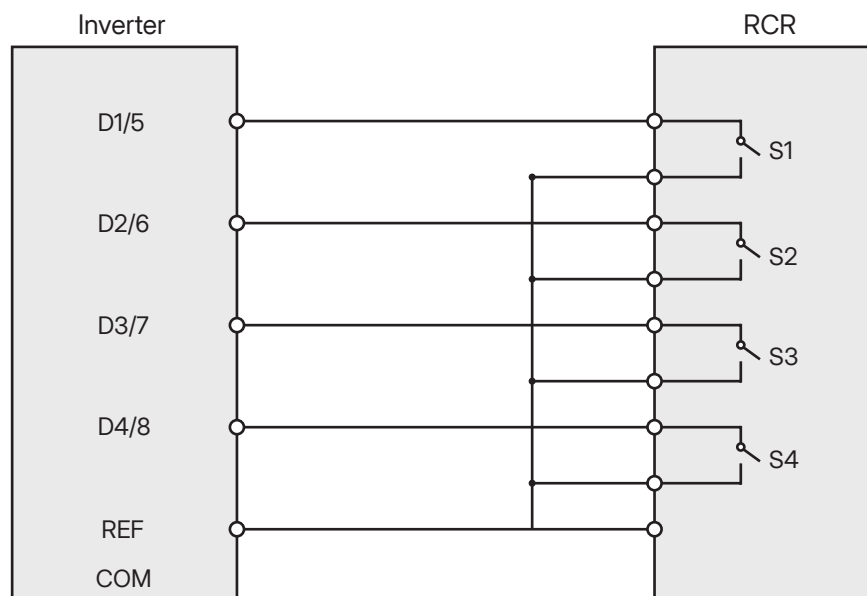 Inverter
RCR
D1/5
S1
D2/6
S2
D3/7
S3
D4/8
S4
REF
COM